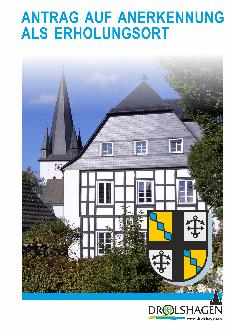 ANTRAG AUF ANERKENNUNG
ALS ERHOLUNGSORT
DROLSHAGEN